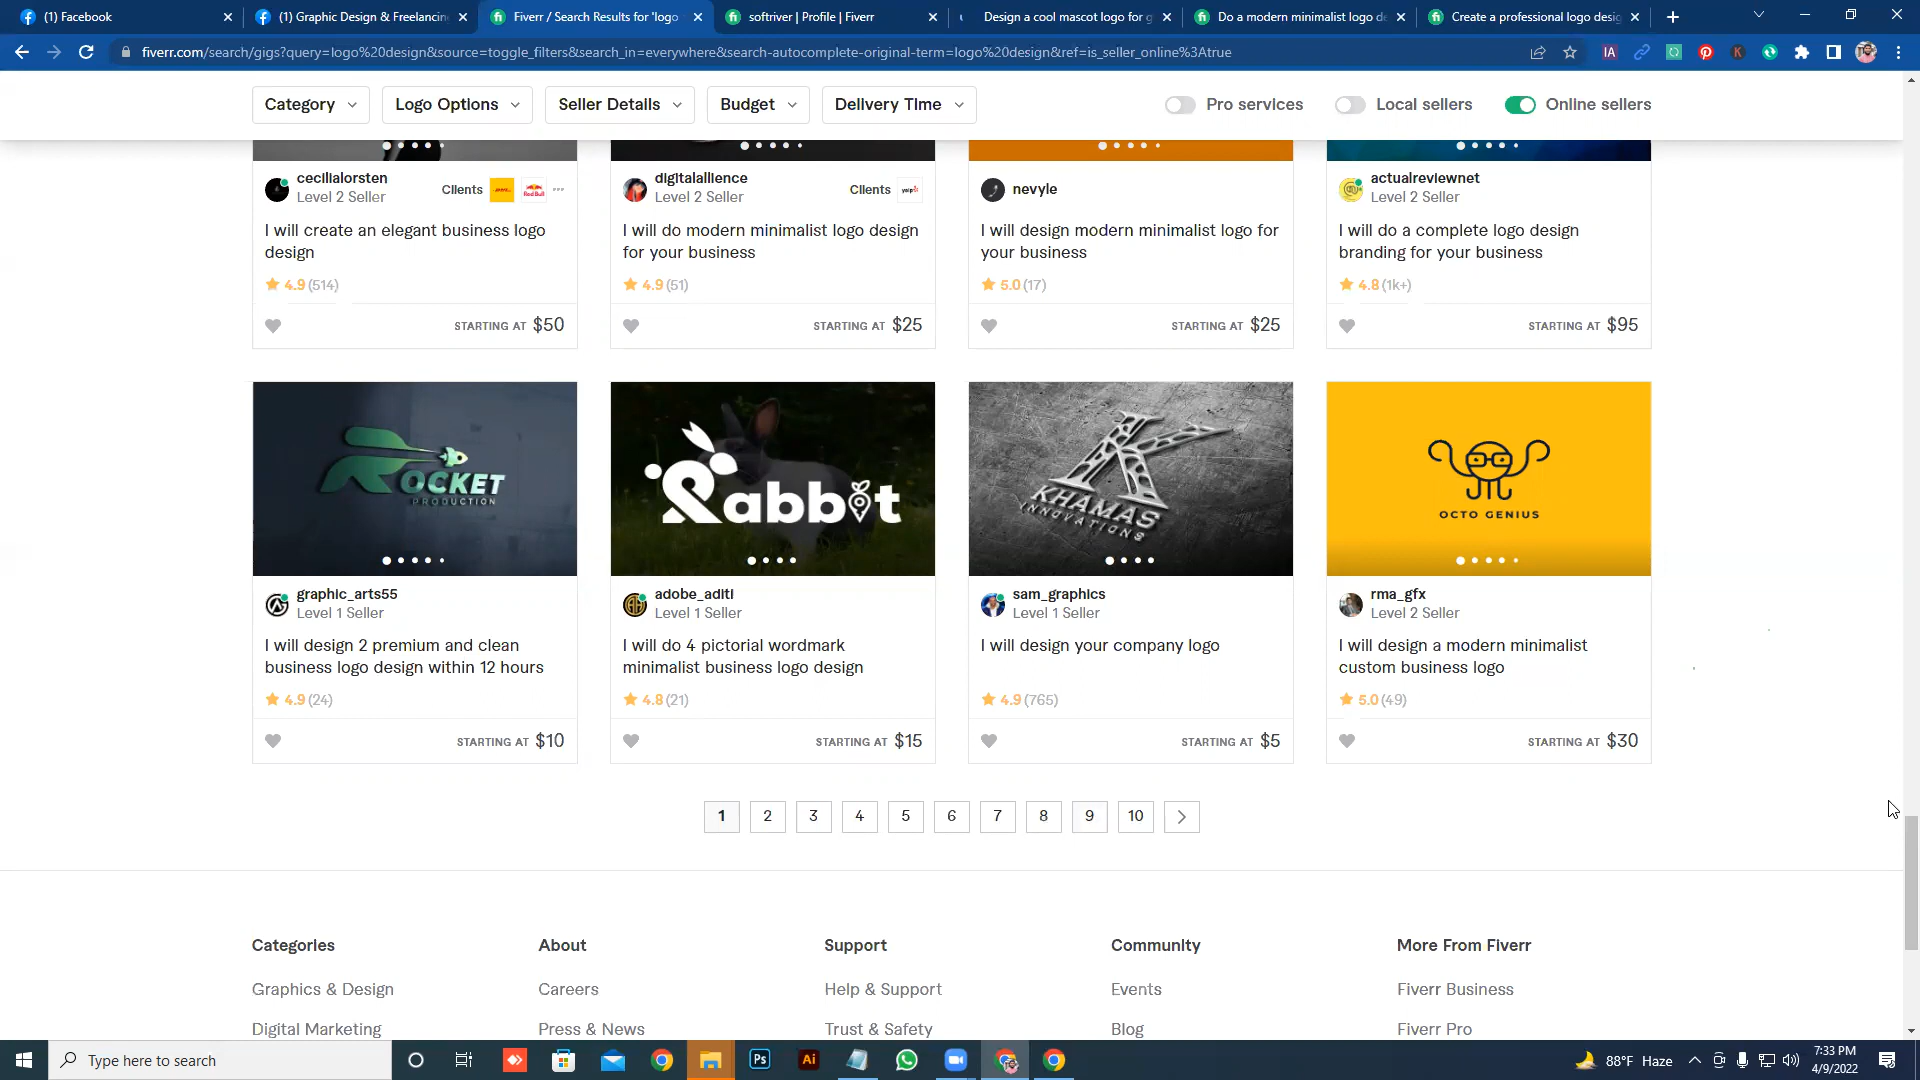 (1) Facebook
(1) Graphic Design & Freelancin
Fiverr / Search Results for 'logo
softriver | Profile | Fiverr
Design a cool mascot logo for g
Do a modern minimalist logo de
Create a professional logo desig
fiverr.com/search/gigs?query=logo%20design&source=toggle_filters&search_in=everywhere&search-autocomplete-original-term=logo%20design&ref=is_seller_online%3Atrue
Category
Logo Options
Seller Details
Budget
Delivery Time
Pro services
Local sellers
Online sellers
cecilialorsten
Level 2 Seller
Clients
Red Bull
I will create an elegant business logo
design
4.9 (514)
STARTING AT $50
digitalallience
Level 2 Seller
Clients
yelp
I will do modern minimalist logo design
for your business
4.9 (51)
STARTING AT $25
nevyle
I will design modern minimalist logo for
your business
5.0 (17)
STARTING AT $25
actualreviewnet
Level 2 Seller
I will do a complete logo design
branding for your business
4.8 (1k+)
STARTING AT $95
ROCKET
PRODUCTION
graphic_arts55
Level 1 Seller
I will design 2 premium and clean
business logo design within 12 hours
4.9 (24)
STARTING AT $10
Rabbit
adobe_aditi
Level 1 Seller
I will do 4 pictorial wordmark
minimalist business logo design
4.8 (21)
STARTING AT $15
K
KHAMAS
INNOVATIONS
sam_graphics
Level 1 Seller
I will design your company logo
4.9 (765)
STARTING AT $5
OCTO GENIUS
rma_gfx
Level 2 Seller
I will design a modern minimalist
custom business logo
5.0 (49)
STARTING AT $30
1 2 3 4 5 6 7 8 9 10
Categories
About
Support
Community
More From Fiverr
Graphics & Design
Careers
Help & Support
Events
Fiverr Business
Digital Marketing
Press & News
Trust & Safety
Blog
Fiverr Pro
Type here to search
Ps
Ai
88°F Haze
7:33 PM
4/9/2022